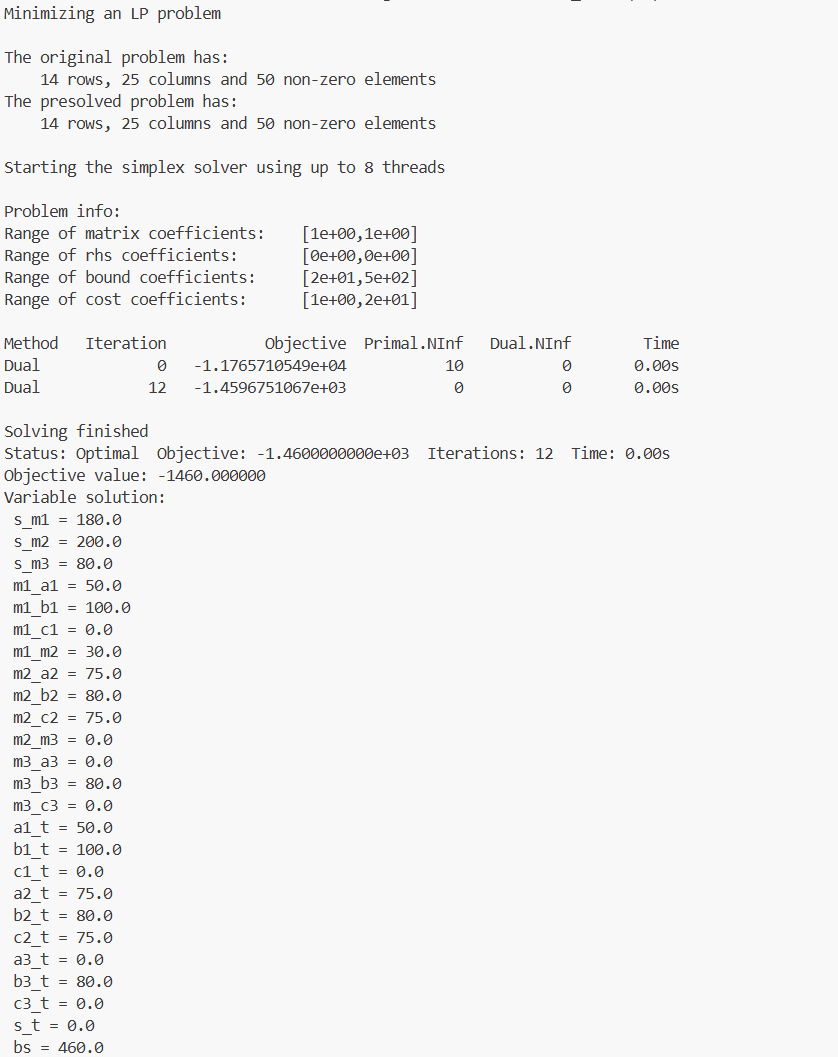 Minimizing an LP problem
The original problem has:
    14 rows, 25 columns and 50 non-zero elements
The presolved problem has:
    14 rows, 25 columns and 50 non-zero elements
Starting the simplex solver using up to 8 threads
Problem info:
Range of matrix coefficients:    [1e+00,1e+00]
Range of rhs coefficients:       [0e+00,0e+00]
Range of bound coefficients:     [2e+01,5e+02]
Range of cost coefficients:      [1e+00,2e+01]
Method   Iteration           Objective  Primal.NInf   Dual.NInf        Time
Dual             0   -1.1765710549e+04           10           0       0.00s
Dual            12   -1.4596751067e+03            0           0       0.00s
Solving finished
Status: Optimal  Objective: -1.4600000000e+03  Iterations: 12  Time: 0.00s
Objective value: -1460.000000
Variable solution:
 s_m1 = 180.0
 s_m2 = 200.0
 s_m3 = 80.0
 m1_a1 = 50.0
 m1_b1 = 100.0
 m1_c1 = 0.0
 m1_m2 = 30.0
 m2_a2 = 75.0
 m2_b2 = 80.0
 m2_c2 = 75.0
 m2_m3 = 0.0
 m3_a3 = 0.0
 m3_b3 = 80.0
 m3_c3 = 0.0
 a1_t = 50.0
 b1_t = 100.0
 c1_t = 0.0
 a2_t = 75.0
 b2_t = 80.0
 c2_t = 75.0
 a3_t = 0.0
 b3_t = 80.0
 c3_t = 0.0
 s_t = 0.0
 bs = 460.0